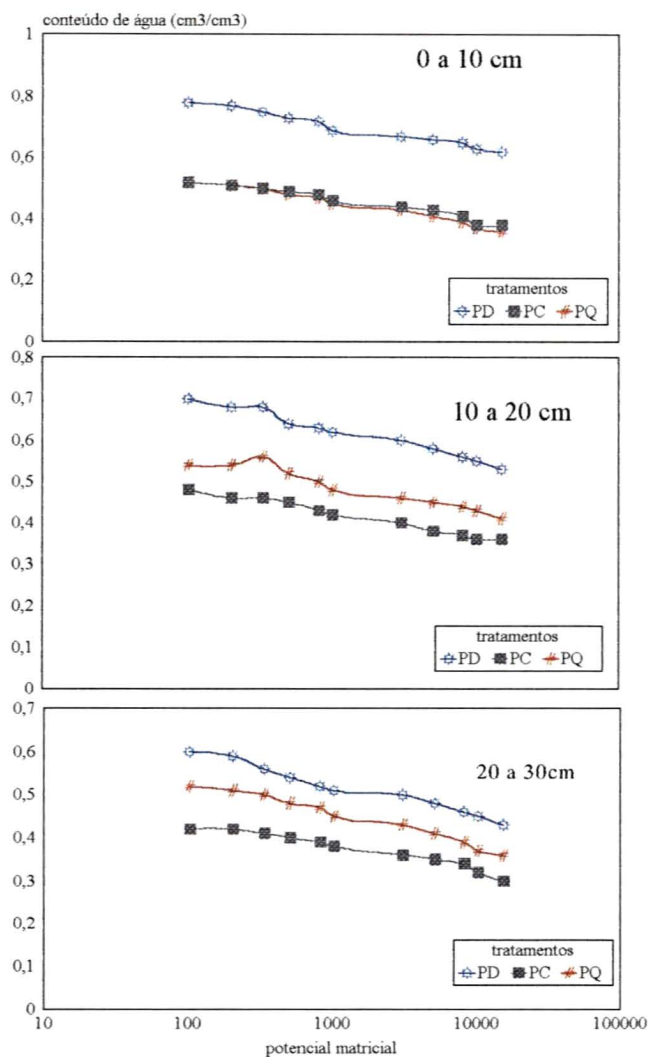 conteúdo de água (cm3/cm3)
1
0,8
0,6
0,4
0,2
0
0 a 10 cm
tratamentos
PD PC PQ
0,8
0,7
0,6
0,5
0,4
0,3
0,2
0,1
0
10 a 20 cm
tratamentos
PD PC PQ
0,7
0,6
0,5
0,4
0,3
0,2
0,1
0
20 a 30cm
tratamentos
PD PC PQ
10 100 1000 10000 100000
potencial matricial